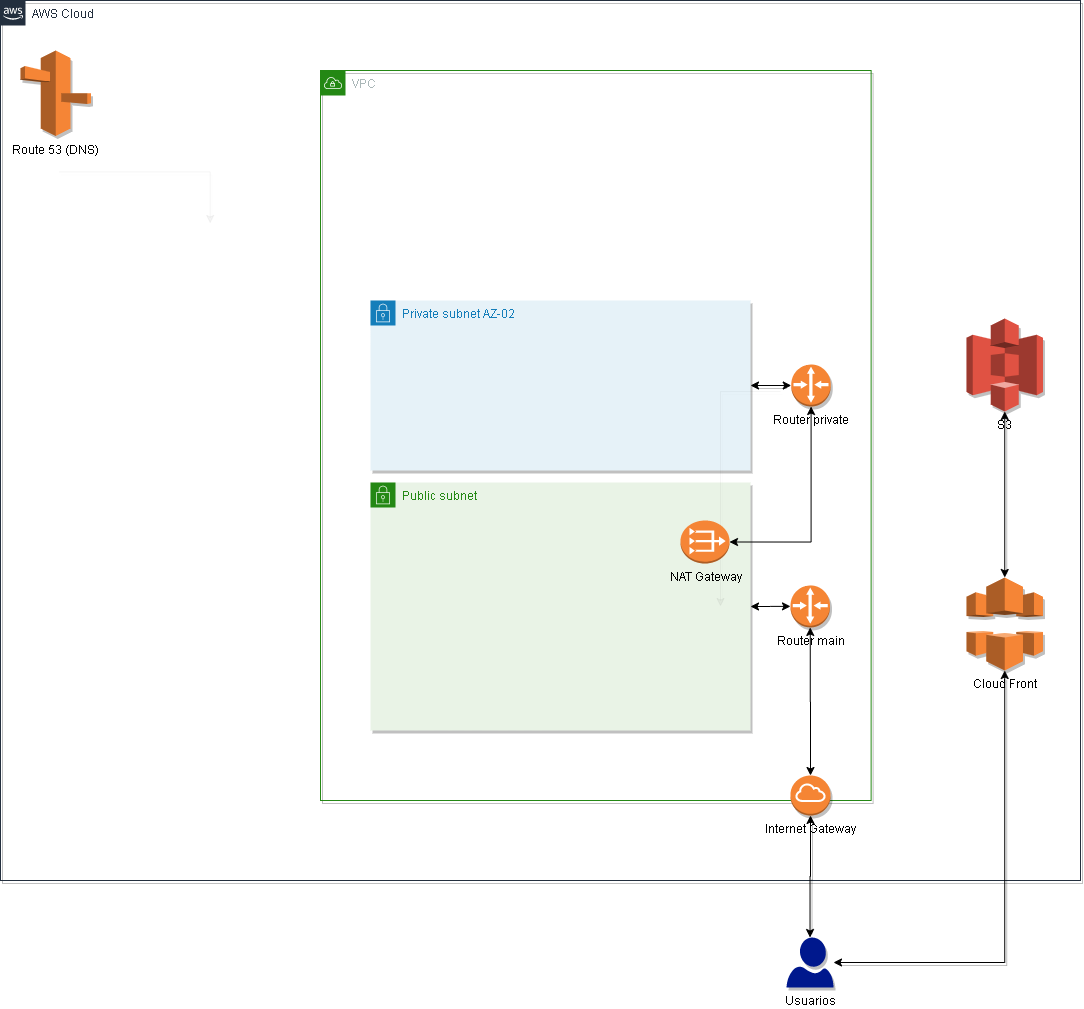 aws
AWS Cloud
Route 53 (DNS)
VPC
Private subnet AZ-02
Router private
S3
Public subnet
NAT Gateway
Router main
Cloud Front
Internet Gateway
Usuarios